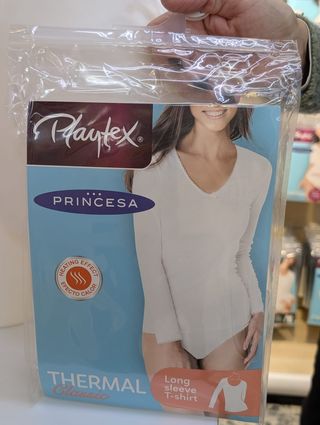 Playtex®
PRINCESA
HEATING EFFECT
EFECTO CALOR
THERMAL
Classic
Long
sleeve
T-shirt